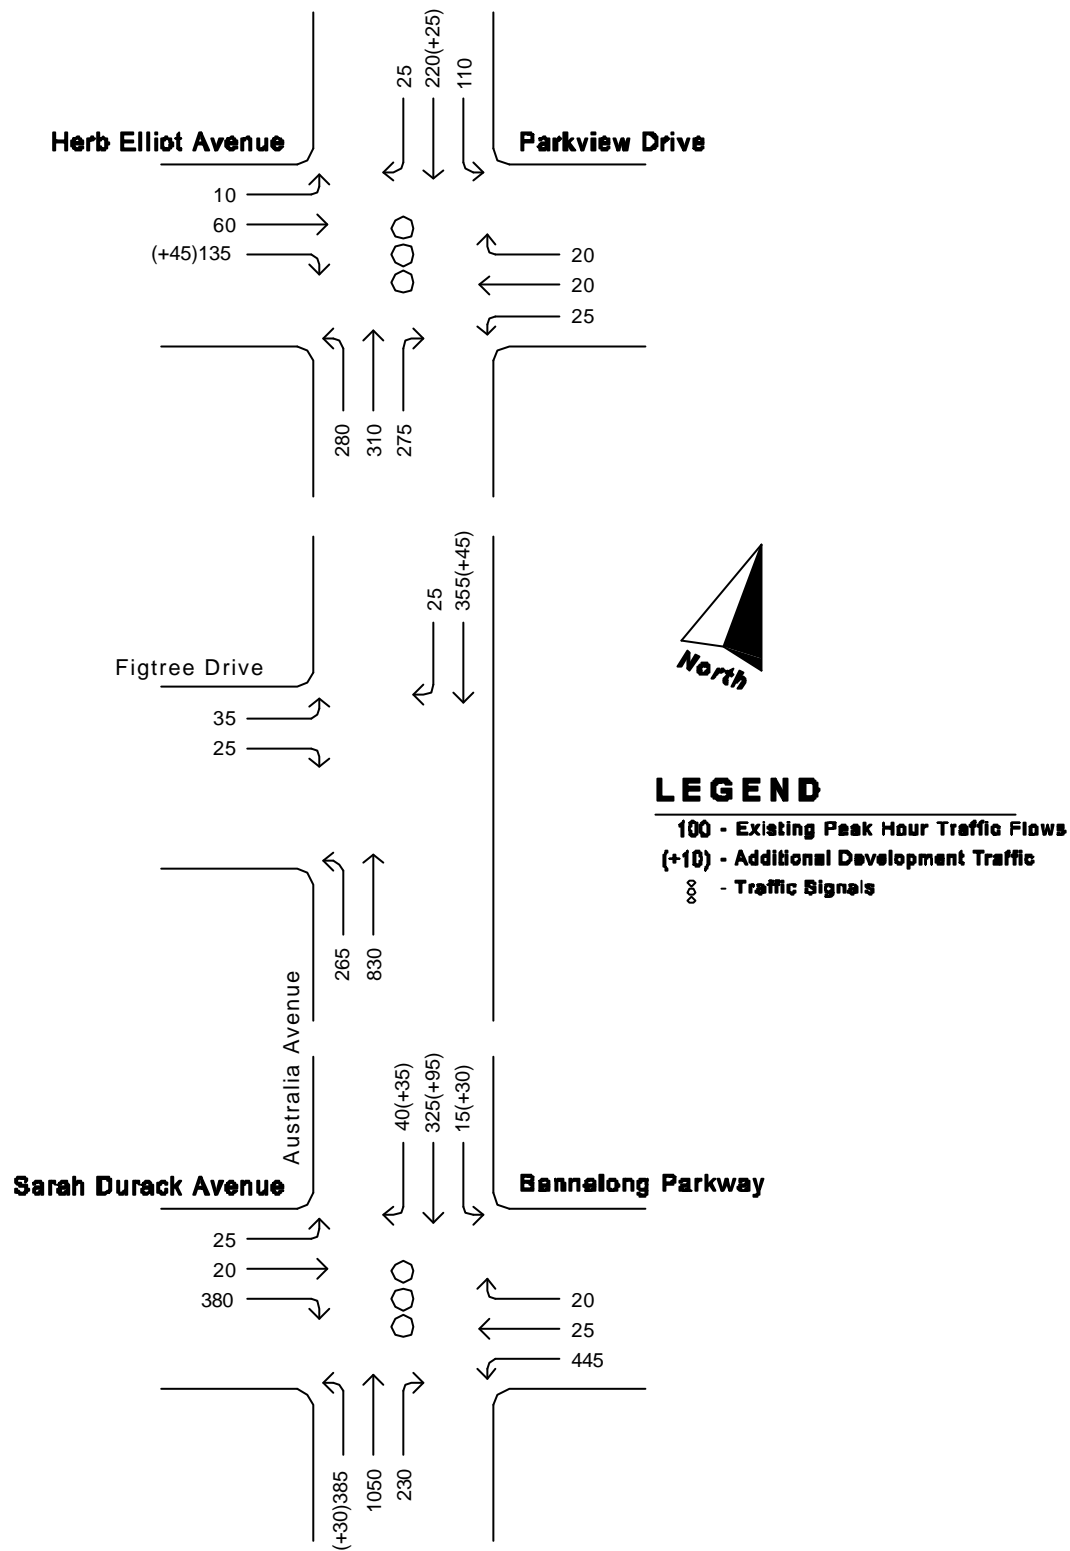 25
220(+25)
110
Herb Elliot Avenue
Parkview Drive
10
60
(+45)135
20
20
25
280
310
275
25
355(+45)
Figtree Drive
35
25
North
LEGEND
100 - Existing Peak Hour Traffic Flows
(+10) - Additional Development Traffic
- Traffic Signals
265
830
Australia Avenue
40(+35)
325(+95)
15(+30)
Sarah Durack Avenue
Bennelong Parkway
25
20
380
20
25
445
(+30)385
1050
230